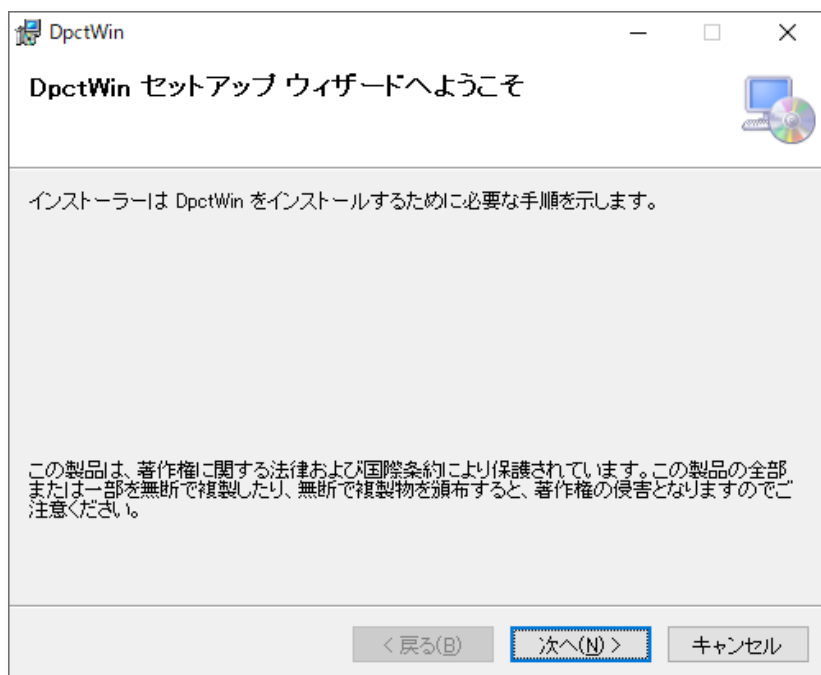 DpctWin
DpctWin セットアップ ウィザードへようこそ
インストーラーは DpctWin をインストールするために必要な手順を示します。
この製品は、著作権に関する法律および国際条約により保護されています。この製品の全部
または一部を無断で複製したり、無断で複製物を頒布すると、著作権の侵害となりますのでご
注意ください。
< 戻る(B)
次へ(N) >
キャンセル